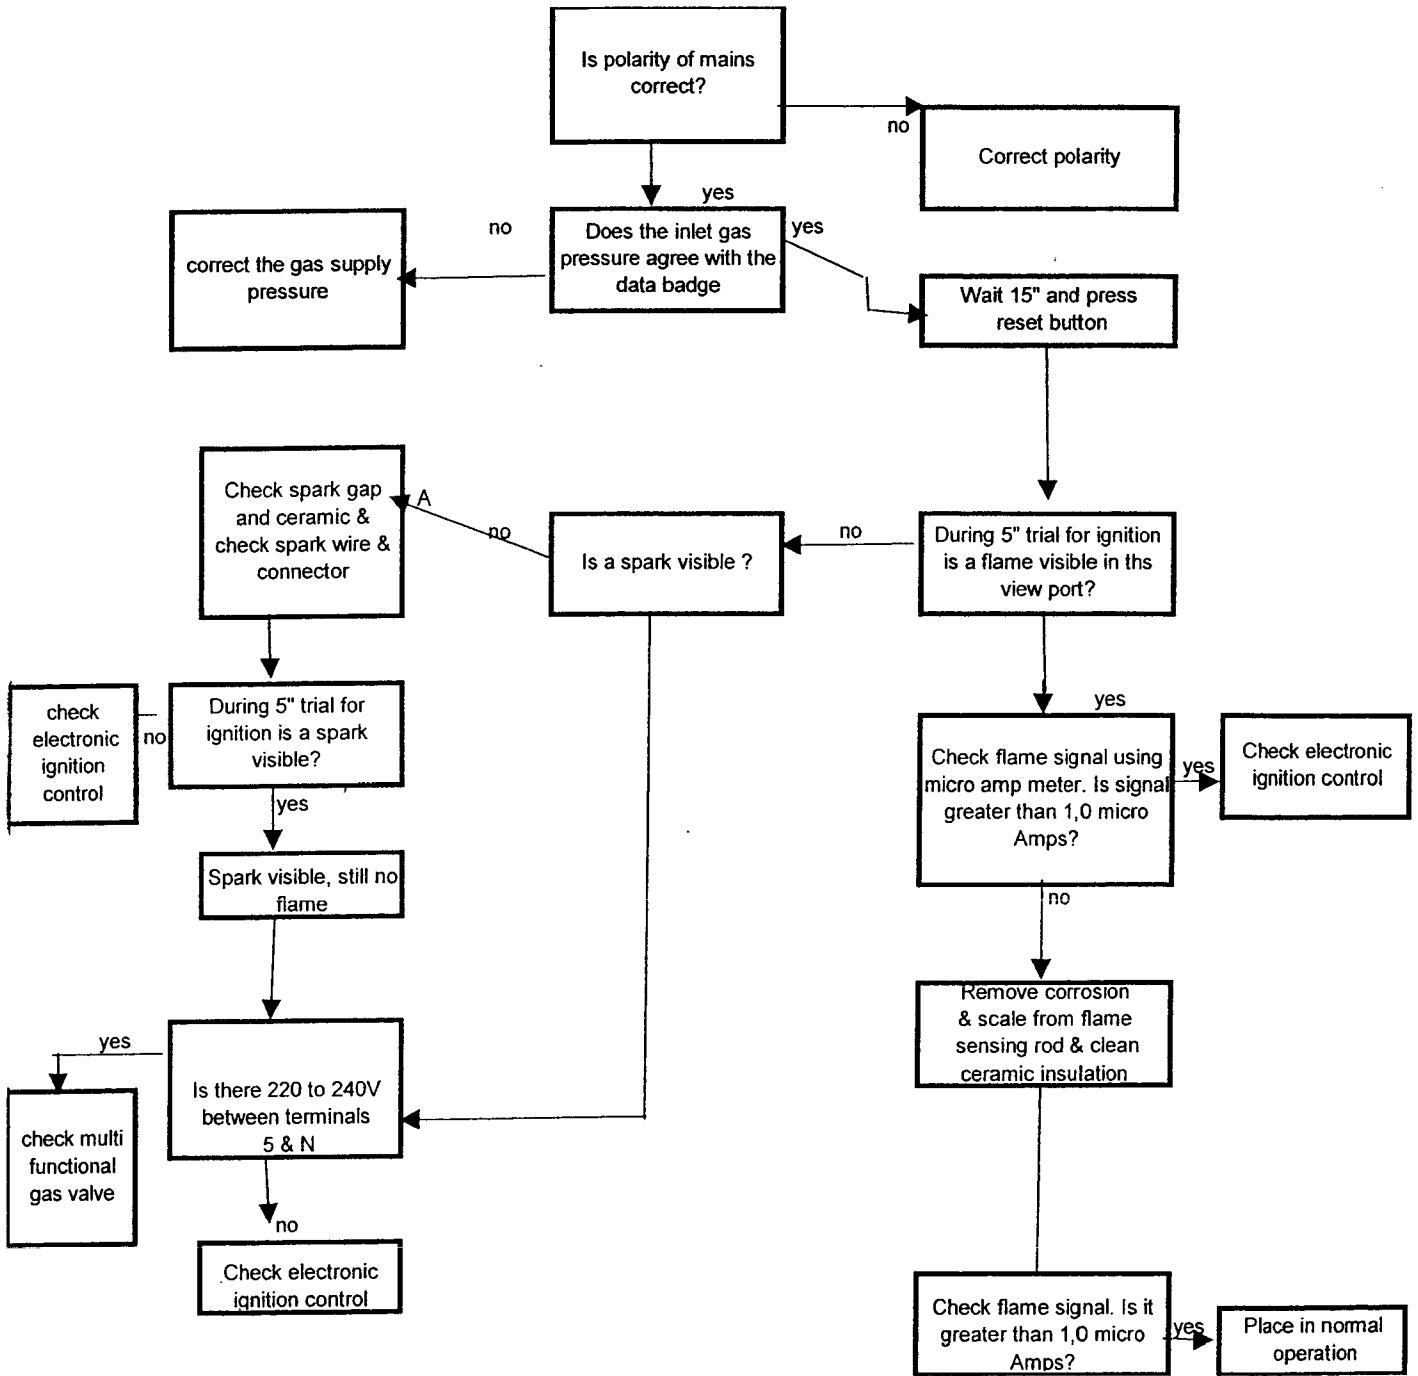 Is polarity of mains
correct?
no
Correct polarity
yes
no
Does the inlet gas
pressure agree with the
data badge
yes
correct the gas supply
pressure
Wait 15" and press
reset button
Check spark gap
and ceramic &
check spark wire &
connector
A
no
Is a spark visible ?
no
During 5" trial for ignition
is a flame visible in ths
view port?
check
electronic
ignition
control
no
During 5" trial for
ignition is a spark
visible?
yes
yes
Check flame signal using
micro amp meter. Is signal
greater than 1,0 micro
Amps?
yes
Check electronic
ignition control
Spark visible, still no
flame
no
Remove corrosion
& scale from flame
sensing rod & clean
ceramic insulation
yes
Is there 220 to 240V
between terminals
5 & N
check multi
functional
gas valve
no
Check electronic
ignition control
Check flame signal. Is it
greater than 1,0 micro
Amps?
yes
Place in normal
operation